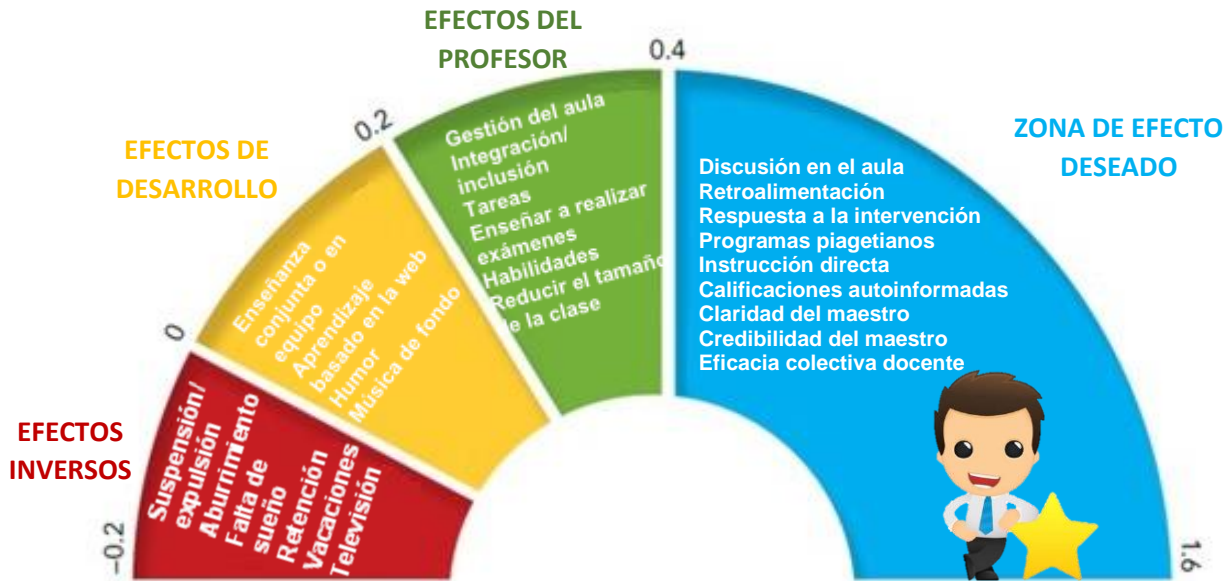 EFECTOS DEL
PROFESOR
0.4
ZONA DE EFECTO
DESEADO
0.2
EFECTOS DE
DESARROLLO
0
EFECTOS
INVERSOS
-0.2
1.6
Suspensión/
expulsión
Aburrimiento
Falta de
sueño
Retención
Vacaciones
Televisión
Enseñanza
conjunta o en
equipo
Aprendizaje
basado en la web
Humor
Música de fondo
Gestión del aula
Integración/
inclusión
Tareas
Enseñar a realizar
exámenes
Habilidades
Reducir el tamaño
de la clase
Discusión en el aula
Retroalimentación
Respuesta a la intervención
Programas piagetianos
Instrucción directa
Calificaciones autoinformadas
Claridad del maestro
Credibilidad del maestro
Eficacia colectiva docente